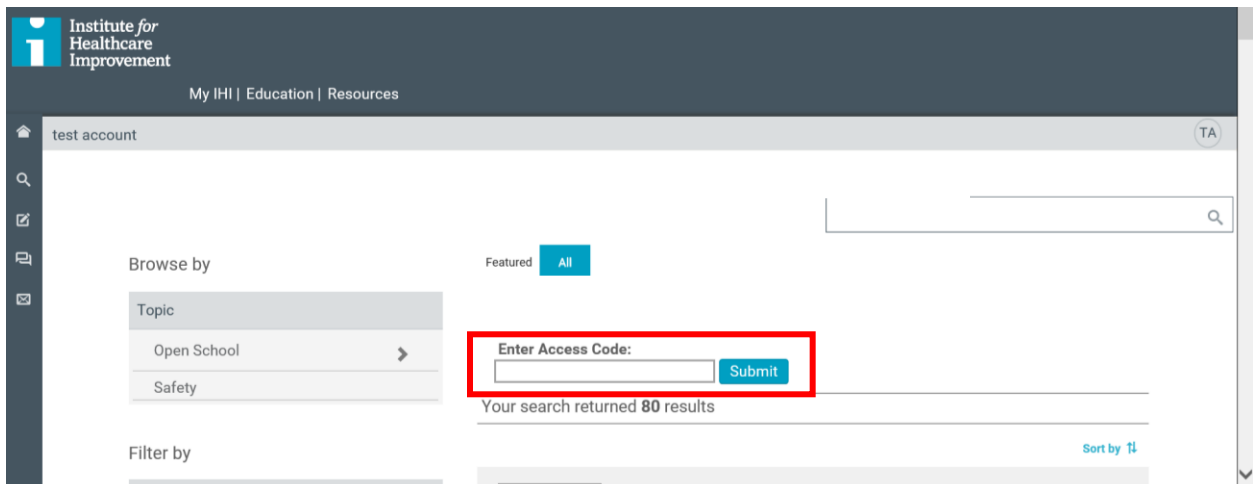 Institute for
Healthcare
Improvement
My IHI | Education | Resources
test account
TA
Browse by
Featured
All
Topic
Open School
Enter Access Code:
Submit
Safety
Your search returned 80 results
Filter by
Sort by